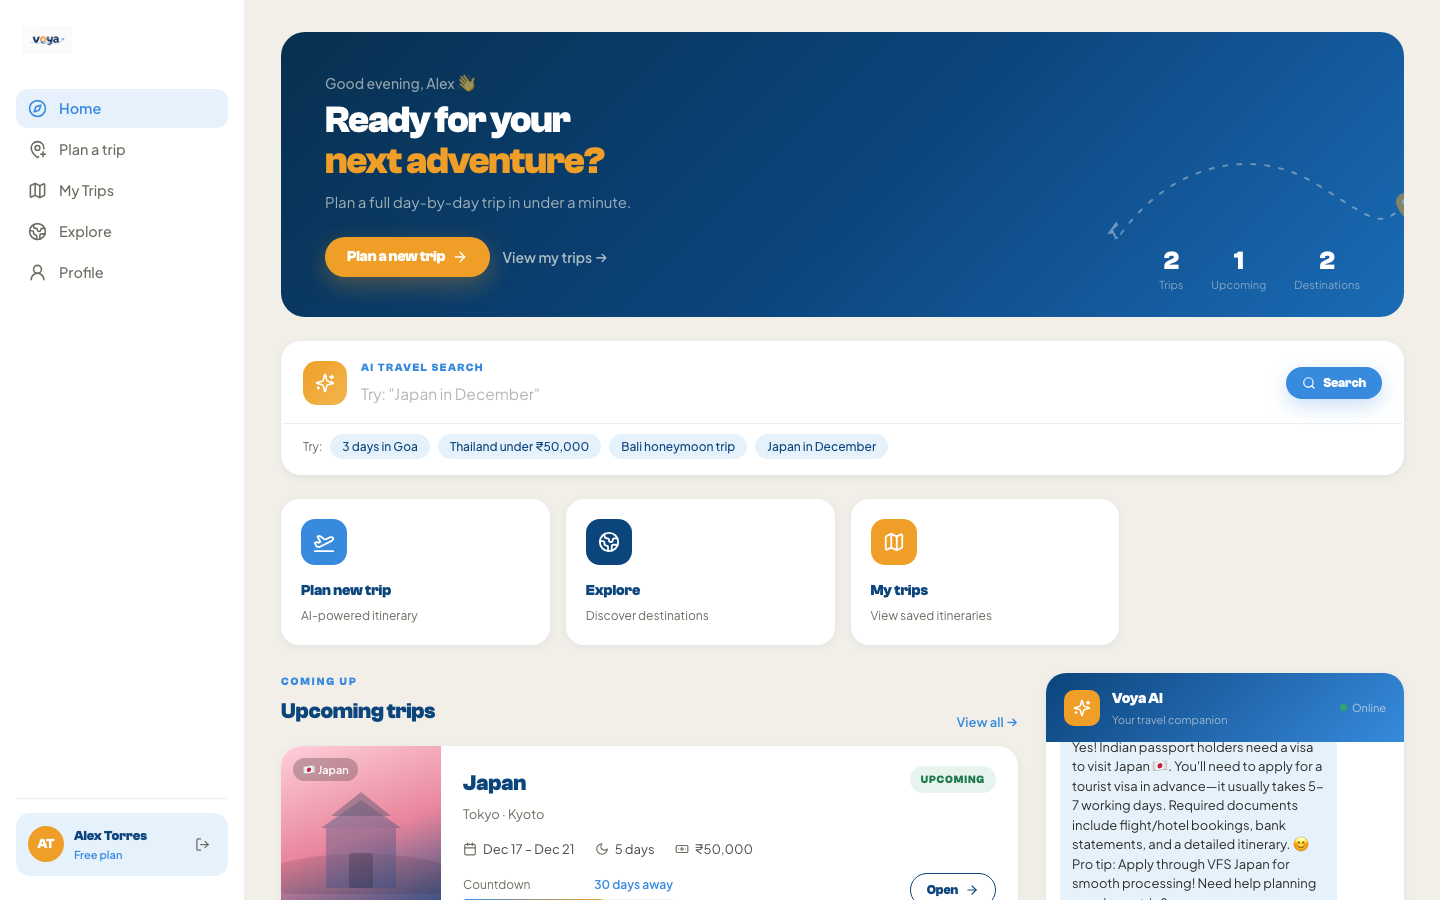 voya
Home
Plan a trip
My Trips
Explore
Profile
AT
Alex Torres
Free plan
Good evening, Alex 👋
Ready for your
next adventure?
Plan a full day-by-day trip in under a minute.
Plan a new trip →
View my trips →
2 1 2
Trips Upcoming Destinations
AI TRAVEL SEARCH
Try: "Japan in December"
Search
Try: 3 days in Goa Thailand under ₹50,000 Bali honeymoon trip Japan in December
Plan new trip
AI-powered itinerary
Explore
Discover destinations
My trips
View saved itineraries
COMING UP
Upcoming trips
View all →
🇯🇵 Japan
Japan
UPCOMING
Tokyo · Kyoto
Dec 17 – Dec 21 5 days ₹50,000
Countdown 30 days away
Open →
Voya AI
Your travel companion
Online
Yes! Indian passport holders need a visa
to visit Japan 🇯🇵. You'll need to apply for a
tourist visa in advance—it usually takes 5–
7 working days. Required documents
include flight/hotel bookings, bank
statements, and a detailed itinerary. 😊
Pro tip: Apply through VFS Japan for
smooth processing! Need help planning